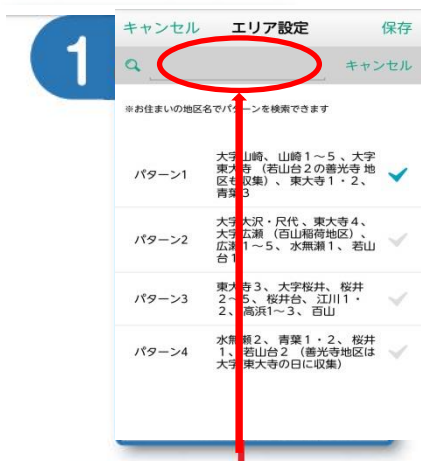 1
キャンセル エリア設定 保存
キャンセル
※お住まいの地区名でパターンを検索できます
パターン1
大字山崎、山崎1～5、大字
東大寺（若山台2の善光寺地
区も収集）、東大寺1・2、
青葉3
パターン2
大字大沢・尺代、東大寺4、
大字広瀬（百山稲荷地区）、
広瀬1～5、水無瀬1、若山
台1
パターン3
東大寺3、大字桜井、桜井
2～5、桜井台、江川1・
2、高浜1～3、百山
パターン4
水無瀬2、青葉1・2、桜井
1、若山台2（善光寺地区は
大字東大寺の日に収集）